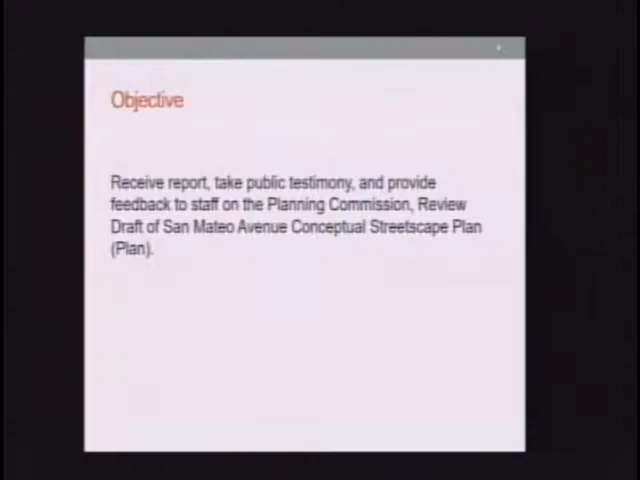 Objective
Receive report, take public testimony, and provide
feedback to staff on the Planning Commission, Review
Draft of San Mateo Avenue Conceptual Streetscape Plan
(Plan).